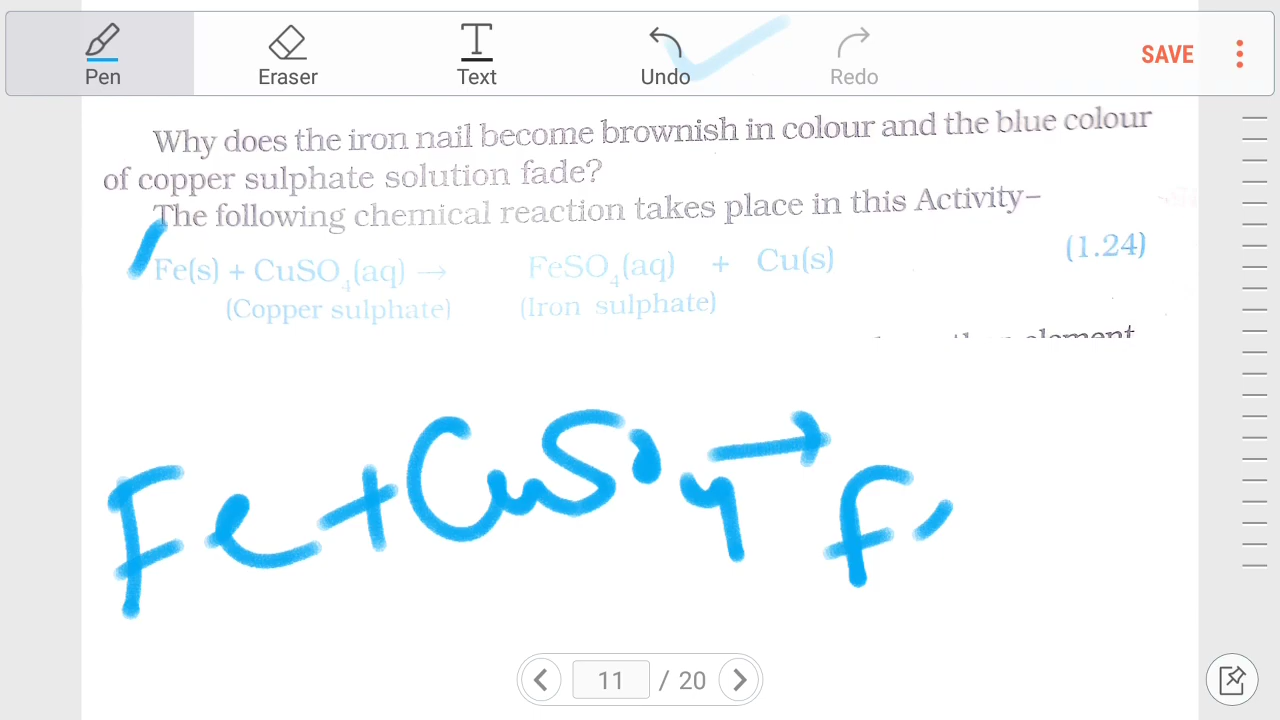 Pen Eraser Text Undo Redo SAVE
Why does the iron nail become brownish in colour and the blue colour
of copper sulphate solution fade?
The following chemical reaction takes place in this Activity–
Fe(s) + CuSO₄(aq) → FeSO₄(aq) + Cu(s) (1.24)
(Copper sulphate) (Iron sulphate)
element
Fe + CuSO₄ → F
11 / 20